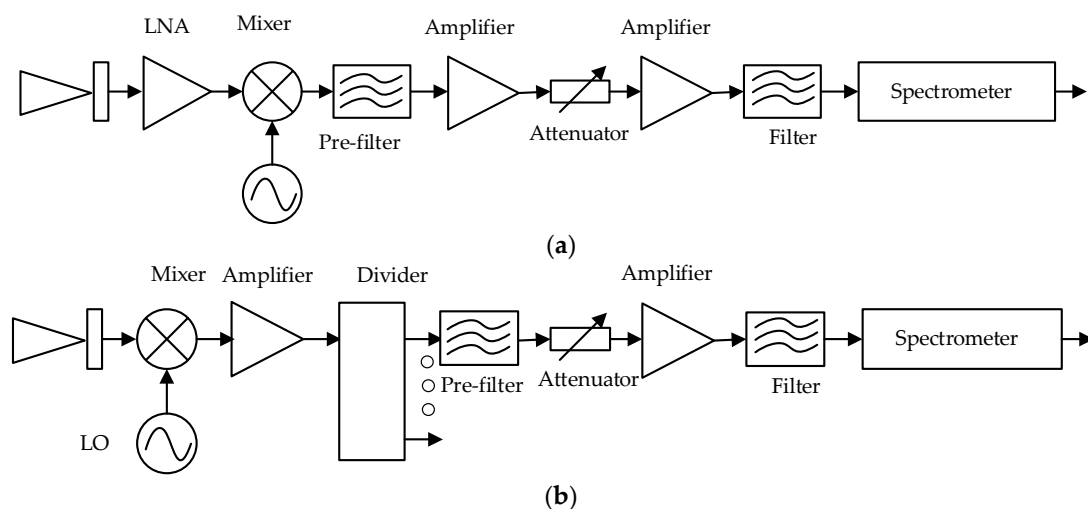 LNA
Mixer
Amplifier
Amplifier
Pre-filter
Attenuator
Filter
Spectrometer
(a)
Mixer
Amplifier
Divider
Amplifier
LO
Pre-filter
Attenuator
Filter
Spectrometer
(b)